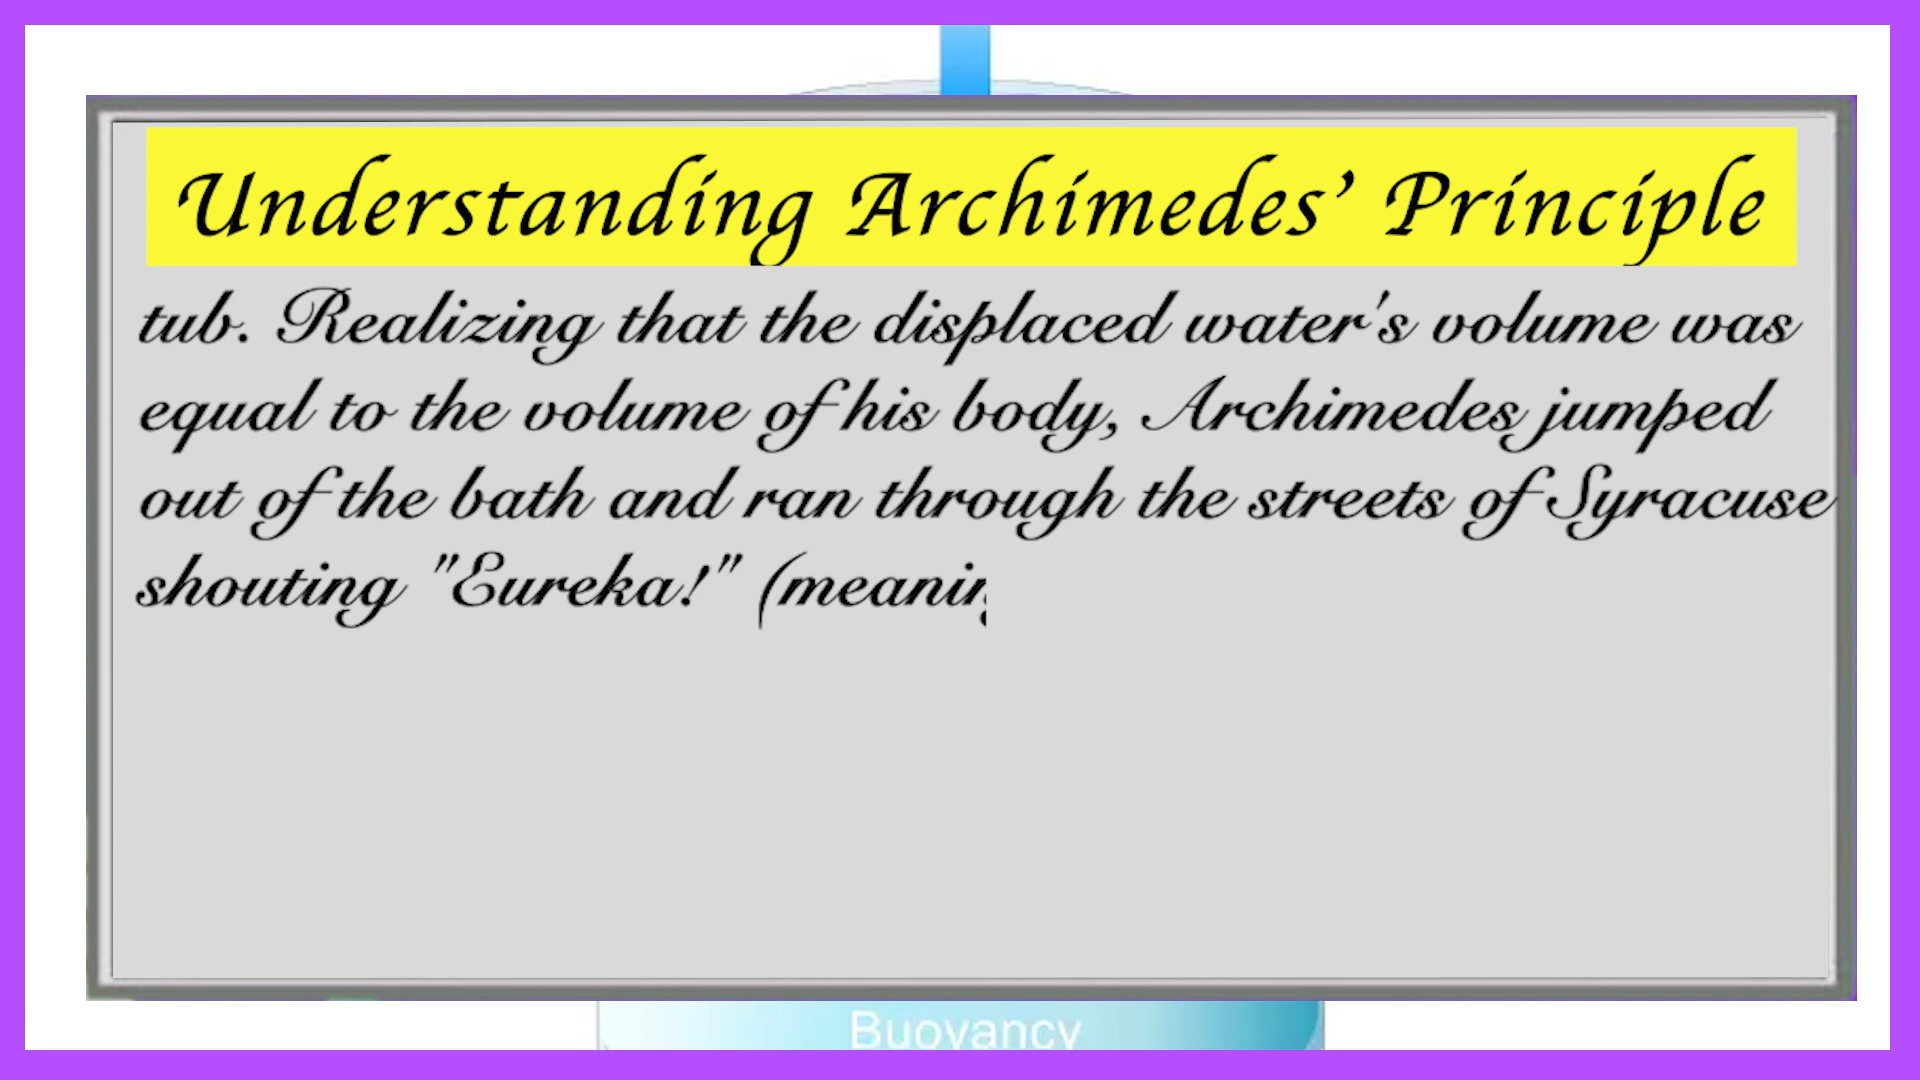 Understanding Archimedes’ Principle
tub. Realizing that the displaced water's volume was
equal to the volume of his body, Archimedes jumped
out of the bath and ran through the streets of Syracuse
shouting "Eureka!" (meanin
Buoyancy